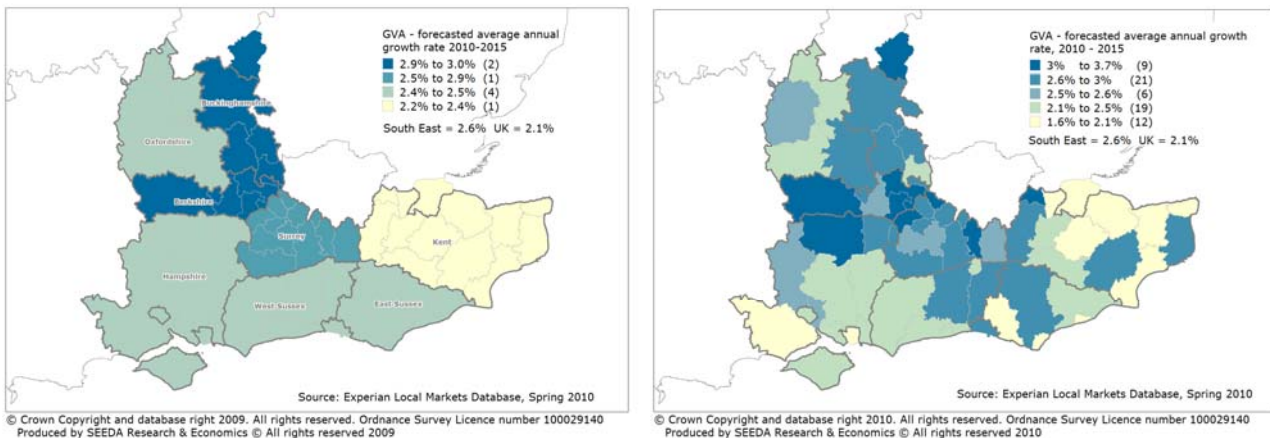 GVA - forecasted average annual
growth rate 2010-2015
2.9% to 3.0% (2)
2.5% to 2.9% (1)
2.4% to 2.5% (4)
2.2% to 2.4% (1)
South East = 2.6% UK = 2.1%
Buckinghamshire
Oxfordshire
Berkshire
Surrey
Kent
Hampshire
West Sussex
East Sussex
Source: Experian Local Markets Database, Spring 2010
© Crown Copyright and database right 2009. All rights reserved. Ordnance Survey Licence number 100029140
Produced by SEEDA Research & Economics © All rights reserved 2009
GVA - forecasted average annual growth
rate, 2010 - 2015
3% to 3.7% (9)
2.6% to 3% (21)
2.5% to 2.6% (6)
2.1% to 2.5% (19)
1.6% to 2.1% (12)
South East = 2.6% UK = 2.1%
Source: Experian Local Markets Database, Spring 2010
© Crown Copyright and database right 2010. All rights reserved. Ordnance Survey Licence number 100029140
Produced by SEEDA Research & Economics © All rights reserved 2010